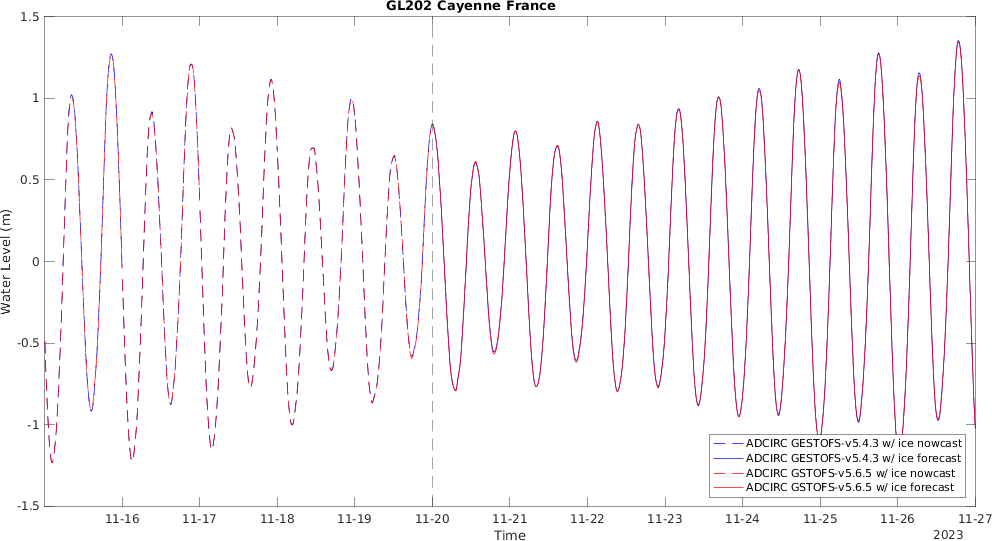 GL202 Cayenne France
Water Level (m)
1.5
1
0.5
0
-0.5
-1
-1.5
ADCIRC GESTOFS-v5.4.3 w/ ice nowcast
ADCIRC GESTOFS-v5.4.3 w/ ice forecast
ADCIRC GSTOFS-v5.6.5 w/ ice nowcast
ADCIRC GSTOFS-v5.6.5 w/ ice forecast
11-16 11-17 11-18 11-19 11-20 11-21 11-22 11-23 11-24 11-25 11-26 11-27
Time
2023